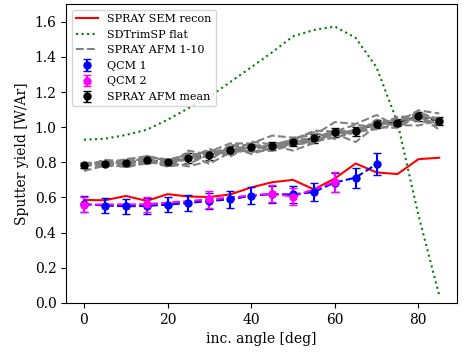 SPRAY SEM recon
SDTrimSP flat
SPRAY AFM 1-10
QCM 1
QCM 2
SPRAY AFM mean
Sputter yield [W/Ar]
1.6
1.4
1.2
1.0
0.8
0.6
0.4
0.2
0.0
0 20 40 60 80
inc. angle [deg]